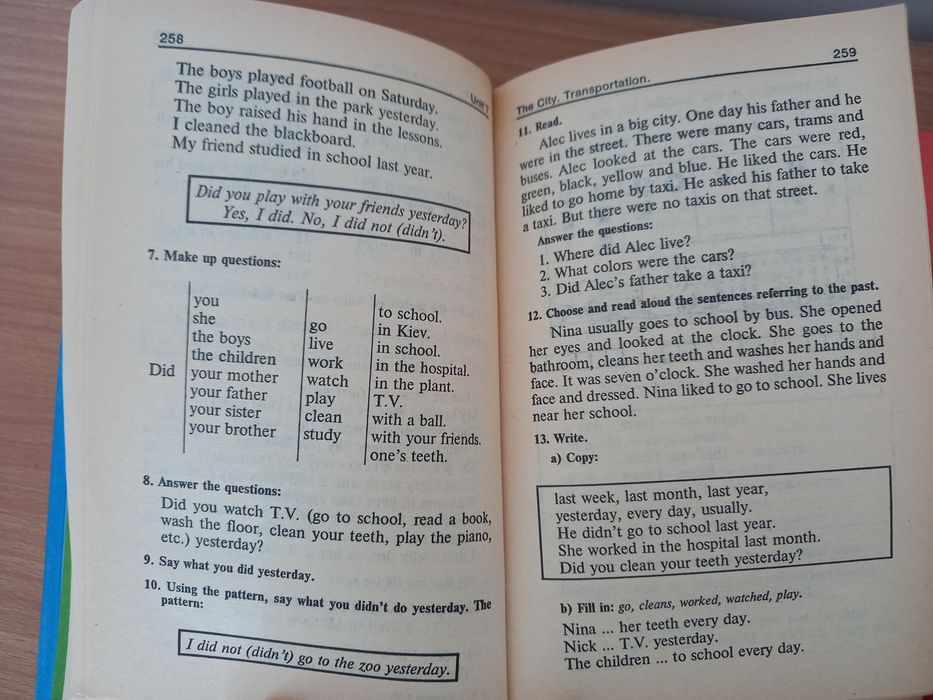 258
Unit 7
The boys played football on Saturday.
The girls played in the park yesterday.
The boy raised his hand in the lessons.
I cleaned the blackboard.
My friend studied in school last year.
Did you play with your friends yesterday?
Yes, I did. No, I did not (didn't).
7. Make up questions:
Did
you
she
the boys
the children
your mother
your father
your sister
your brother
go
live
work
watch
play
clean
study
to school.
in Kiev.
in school.
in the hospital.
in the plant.
T.V.
with a ball.
with your friends.
one's teeth.
8. Answer the questions:
Did you watch T.V. (go to school, read a book,
wash the floor, clean your teeth, play the piano,
etc.) yesterday?
9. Say what you did yesterday.
10. Using the pattern, say what you didn't do yesterday. The
pattern:
I did not (didn't) go to the zoo yesterday.
The City. Transportation.
259
11. Read.
Alec lives in a big city. One day his father and he
were in the street. There were many cars, trams and
buses. Alec looked at the cars. The cars were red,
green, black, yellow and blue. He liked the cars. He
liked to go home by taxi. He asked his father to take
a taxi. But there were no taxis on that street.
Answer the questions:
1. Where did Alec live?
2. What colors were the cars?
3. Did Alec's father take a taxi?
12. Choose and read aloud the sentences referring to the past.
Nina usually goes to school by bus. She opened
her eyes and looked at the clock. She goes to the
bathroom, cleans her teeth and washes her hands and
face. It was seven o'clock. She washed her hands and
face and dressed. Nina liked to go to school. She lives
near her school.
13. Write.
a) Copy:
last week, last month, last year,
yesterday, every day, usually.
He didn't go to school last year.
She worked in the hospital last month.
Did you clean your teeth yesterday?
b) Fill in: go, cleans, worked, watched, play.
Nina ... her teeth every day.
Nick ... T.V. yesterday.
The children ... to school every day.